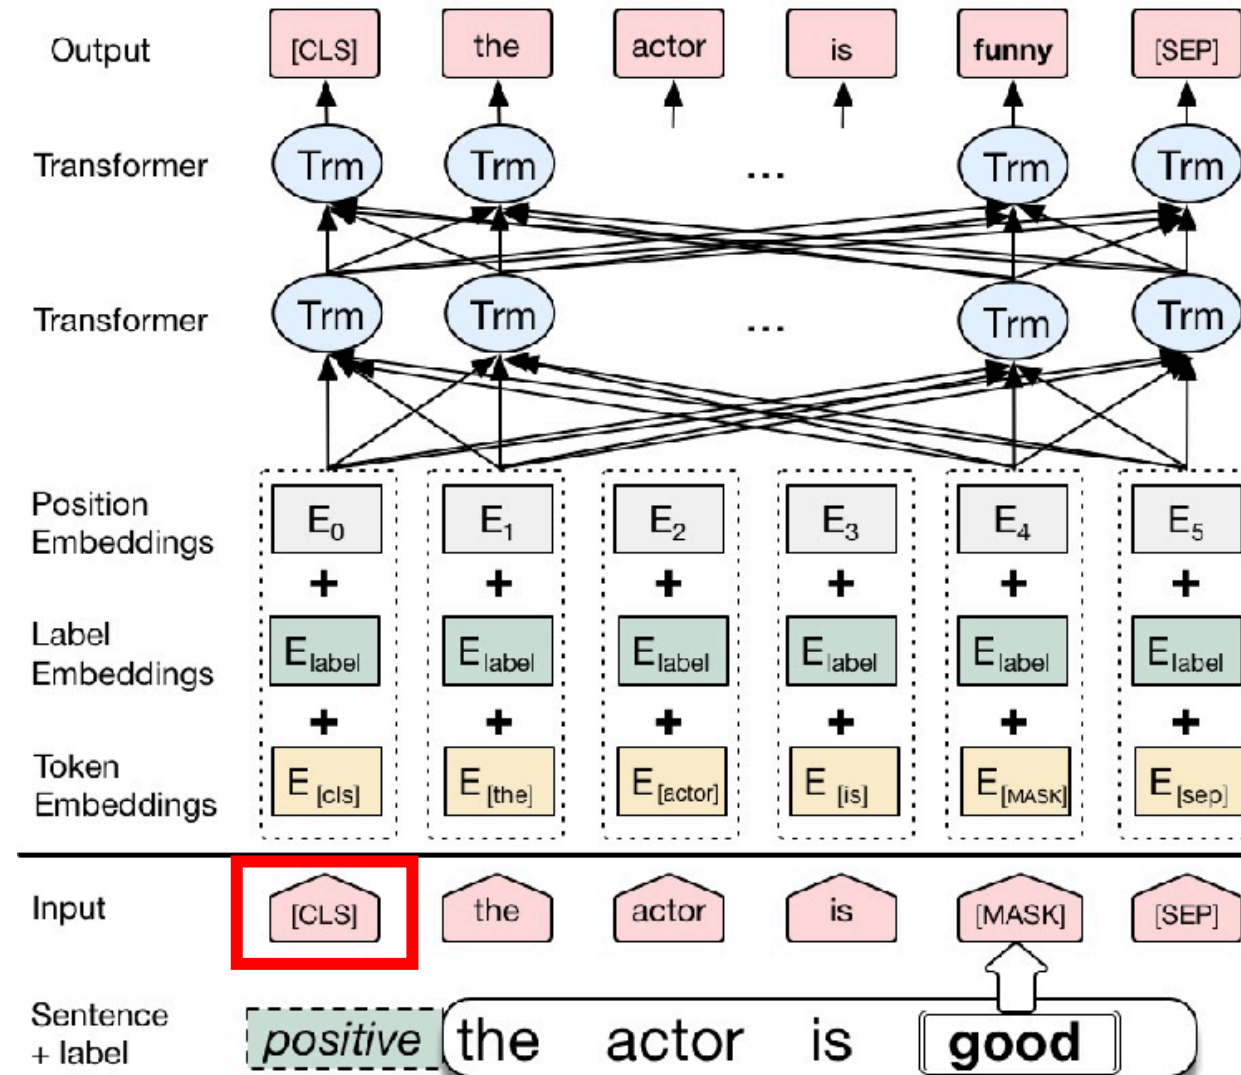 Output [CLS] the actor is funny [SEP]
Transformer Trm Trm ... Trm Trm
Transformer Trm Trm ... Trm Trm
Position Embeddings E0 + E1 + E2 + E3 + E4 + E5 +
Label Embeddings Elabel + Elabel + Elabel + Elabel + Elabel + Elabel +
Token Embeddings E[cls] E[the] E[actor] E[is] E[MASK] E[sep]
Input [CLS] the actor is [MASK] [SEP]
Sentence + label positive the actor is good